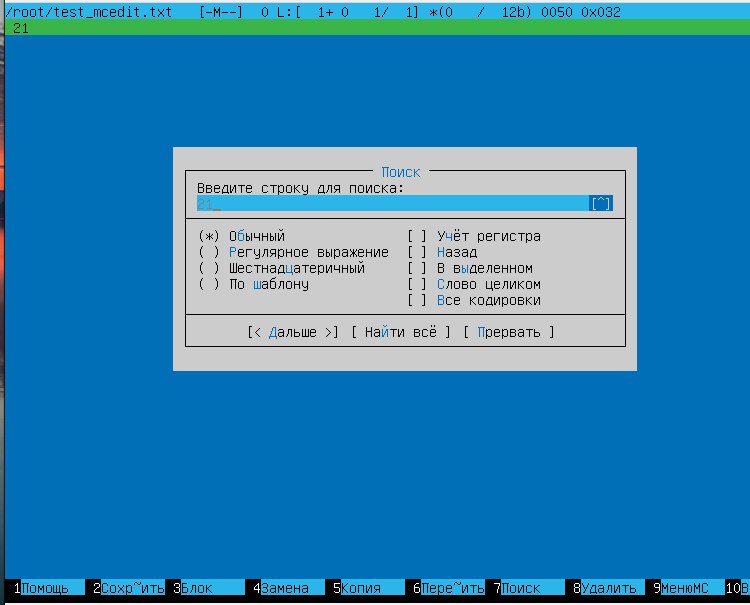 /root/test_mcedit.txt [-M--] 0 L:[ 1+ 0 1/ 1] *(0 / 12b) 0050 0x032
21
Поиск
Введите строку для поиска:
21_ [^]
(*) Обычный [ ] Учёт регистра
( ) Регулярное выражение [ ] Назад
( ) Шестнадцатеричный [ ] В выделенном
( ) По шаблону [ ] Слово целиком
[ ] Все кодировки
[< Дальше >] [ Найти всё ] [ Прервать ]
1Помощь 2Сохр~ить 3Блок 4Замена 5Копия 6Пере~ить 7Поиск 8Удалить 9МенюMC 10В